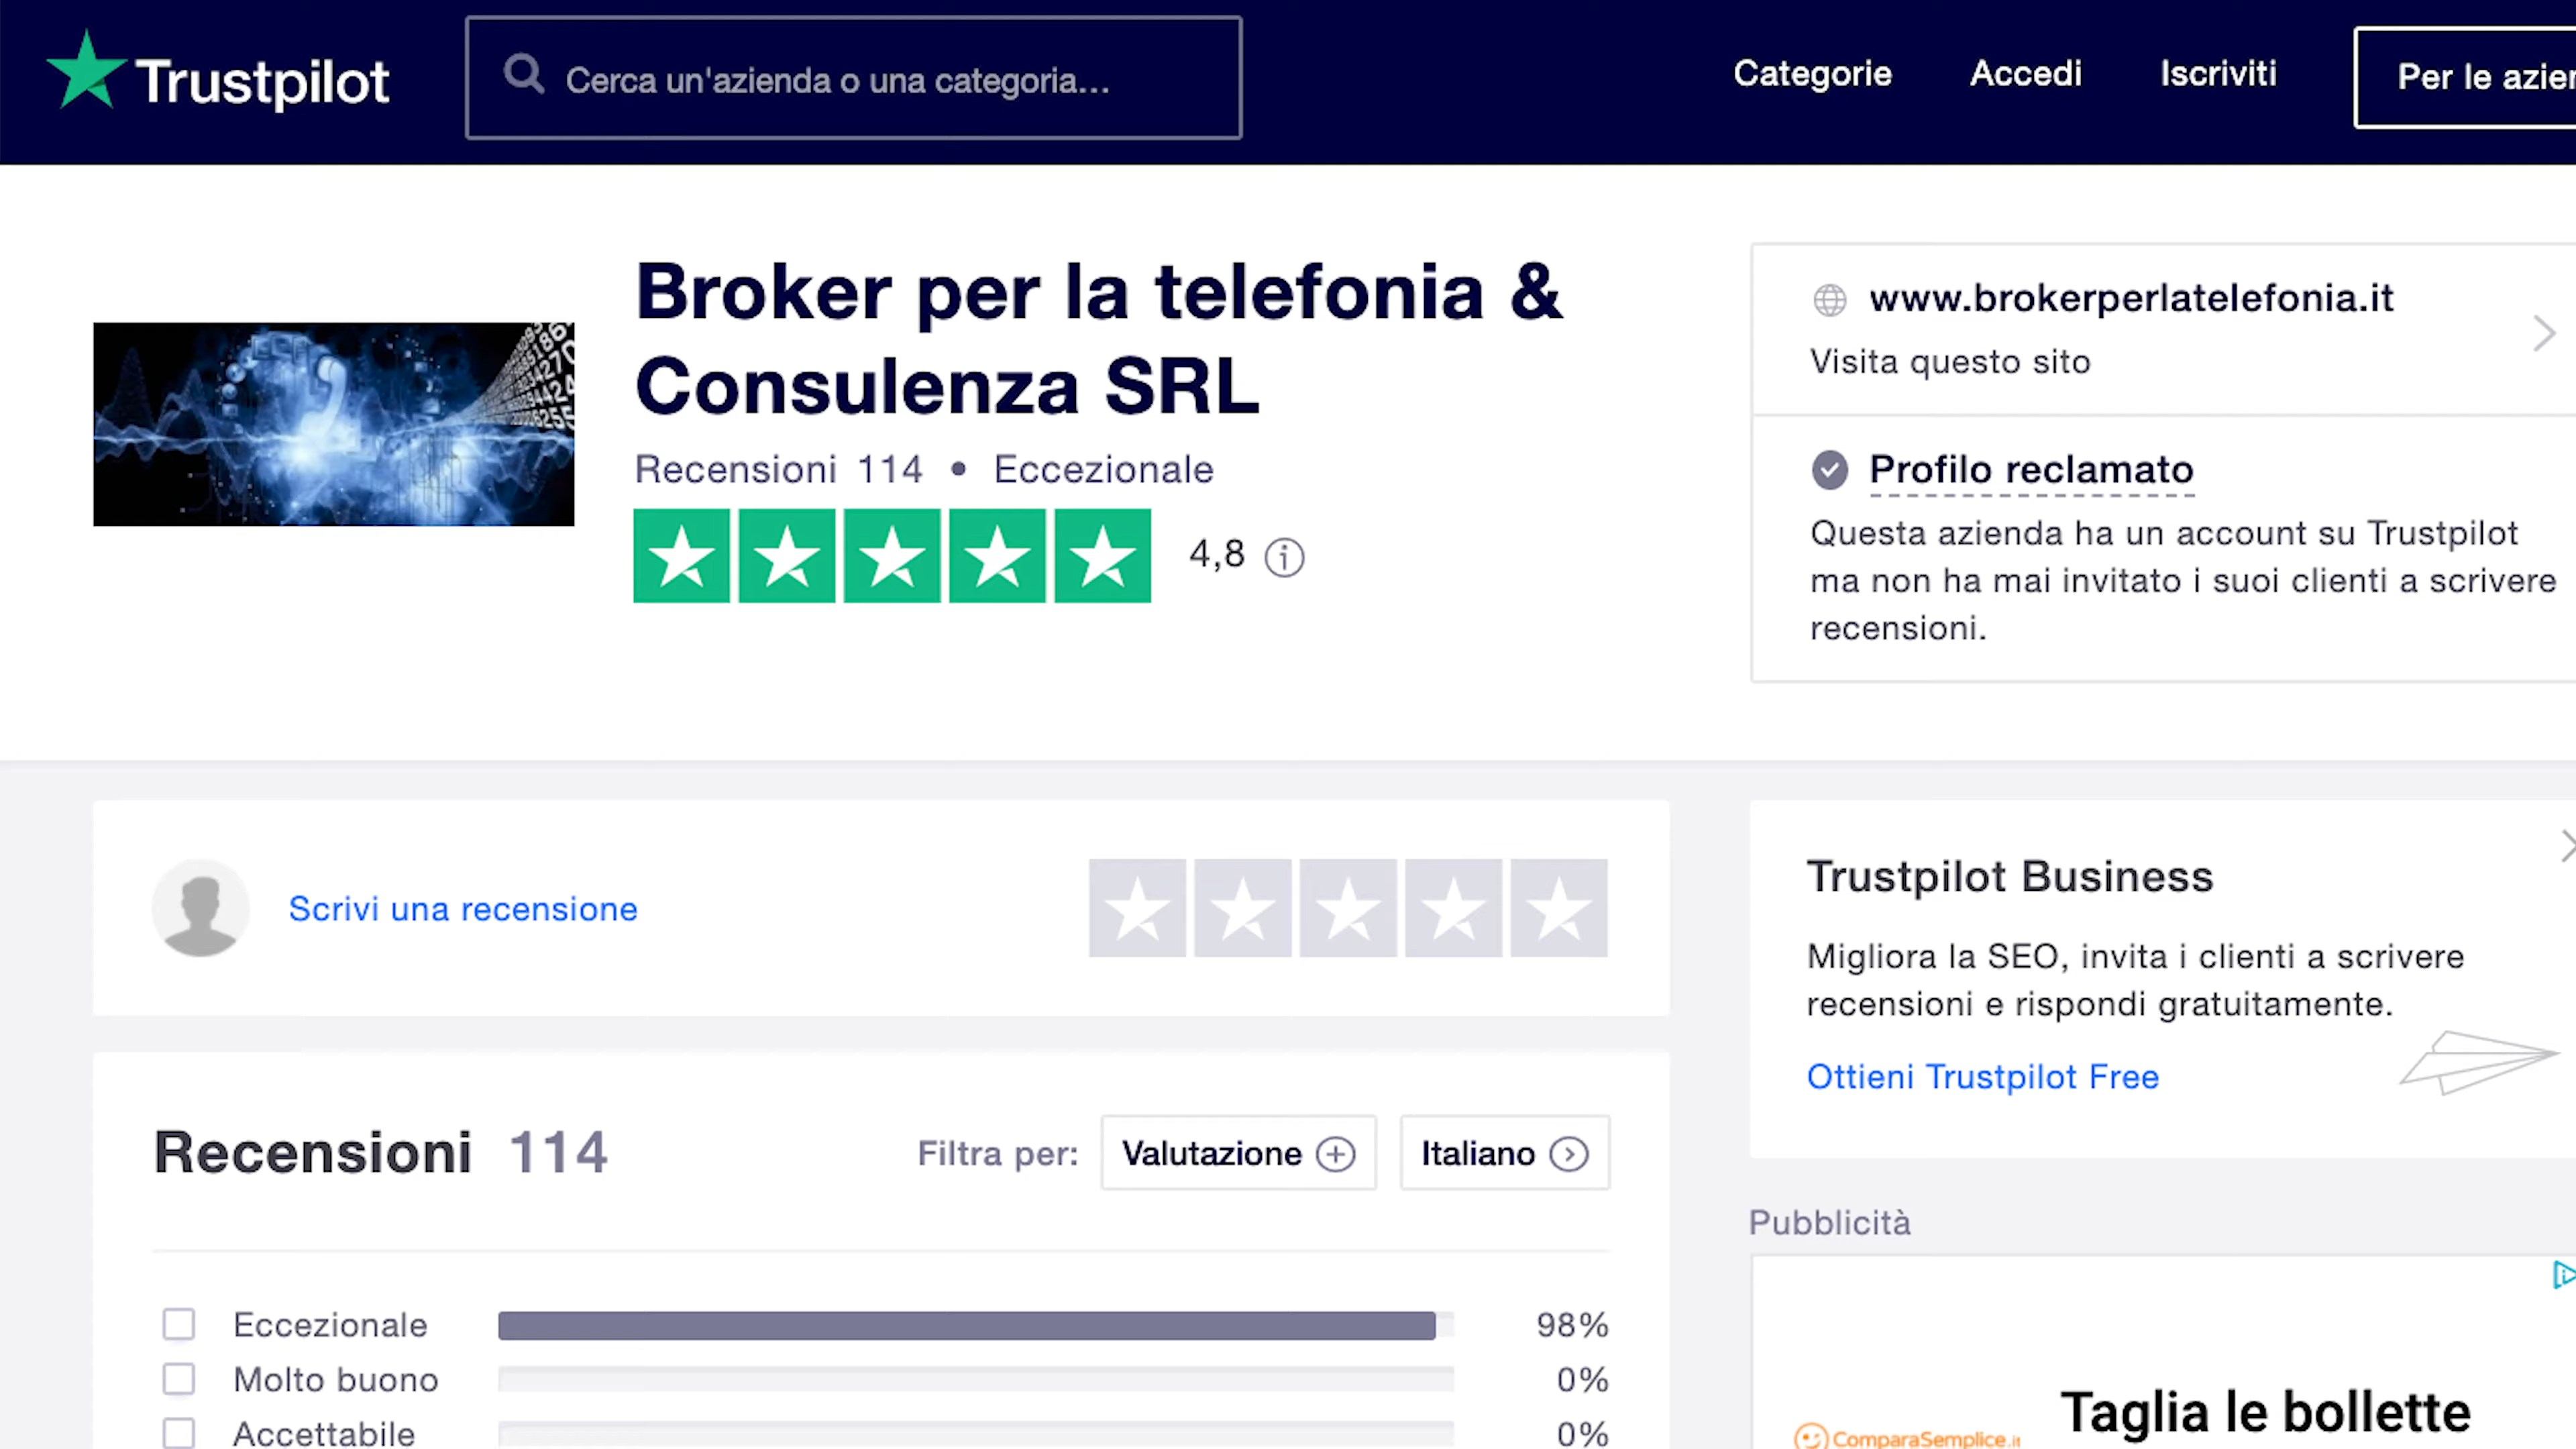 Trustpilot
Cerca un'azienda o una categoria...
Categorie
Accedi
Iscriviti
Per le azien
Broker per la telefonia &
Consulenza SRL
Recensioni 114 • Eccezionale
4,8
www.brokerperlatelefonia.it
Visita questo sito
Profilo reclamato
Questa azienda ha un account su Trustpilot
ma non ha mai invitato i suoi clienti a scrivere
recensioni.
Scrivi una recensione
Trustpilot Business
Migliora la SEO, invita i clienti a scrivere
recensioni e rispondi gratuitamente.
Ottieni Trustpilot Free
Recensioni 114
Filtra per:
Valutazione
Italiano
Eccezionale 98%
Molto buono 0%
Accettabile 0%
Pubblicità
Taglia le bollette
ComparaSemplice.it